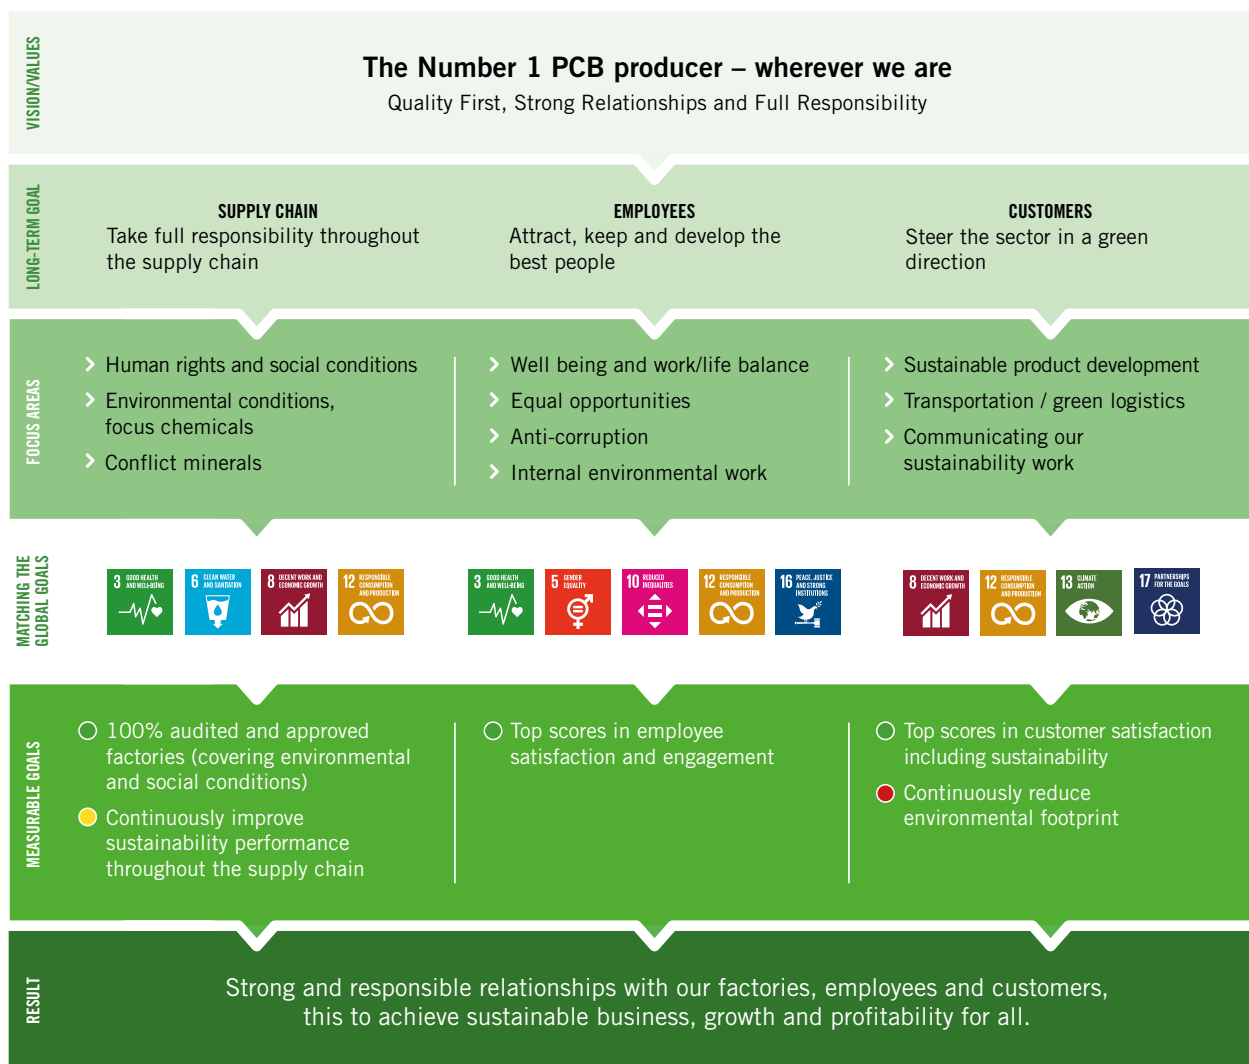 VISION/VALUES
The Number 1 PCB producer – wherever we are
Quality First, Strong Relationships and Full Responsibility
LONG-TERM GOAL
SUPPLY CHAIN
Take full responsibility throughout
the supply chain
EMPLOYEES
Attract, keep and develop the
best people
CUSTOMERS
Steer the sector in a green
direction
FOCUS AREAS
Human rights and social conditions
Environmental conditions,
focus chemicals
Conflict minerals
Well being and work/life balance
Equal opportunities
Anti-corruption
Internal environmental work
Sustainable product development
Transportation / green logistics
Communicating our
sustainability work
MATCHING THE
GLOBAL GOALS
3 GOOD HEALTH
AND WELL-BEING
6 CLEAN WATER
AND SANITATION
8 DECENT WORK AND
ECONOMIC GROWTH
12 RESPONSIBLE
CONSUMPTION
AND PRODUCTION
3 GOOD HEALTH
AND WELL-BEING
5 GENDER
EQUALITY
10 REDUCED
INEQUALITIES
12 RESPONSIBLE
CONSUMPTION
AND PRODUCTION
16 PEACE, JUSTICE
AND STRONG
INSTITUTIONS
8 DECENT WORK AND
ECONOMIC GROWTH
12 RESPONSIBLE
CONSUMPTION
AND PRODUCTION
13 CLIMATE
ACTION
17 PARTNERSHIPS
FOR THE GOALS
MEASURABLE GOALS
100% audited and approved
factories (covering environmental
and social conditions)
Continuously improve
sustainability performance
throughout the supply chain
Top scores in employee
satisfaction and engagement
Top scores in customer satisfaction
including sustainability
Continuously reduce
environmental footprint
RESULT
Strong and responsible relationships with our factories, employees and customers,
this to achieve sustainable business, growth and profitability for all.